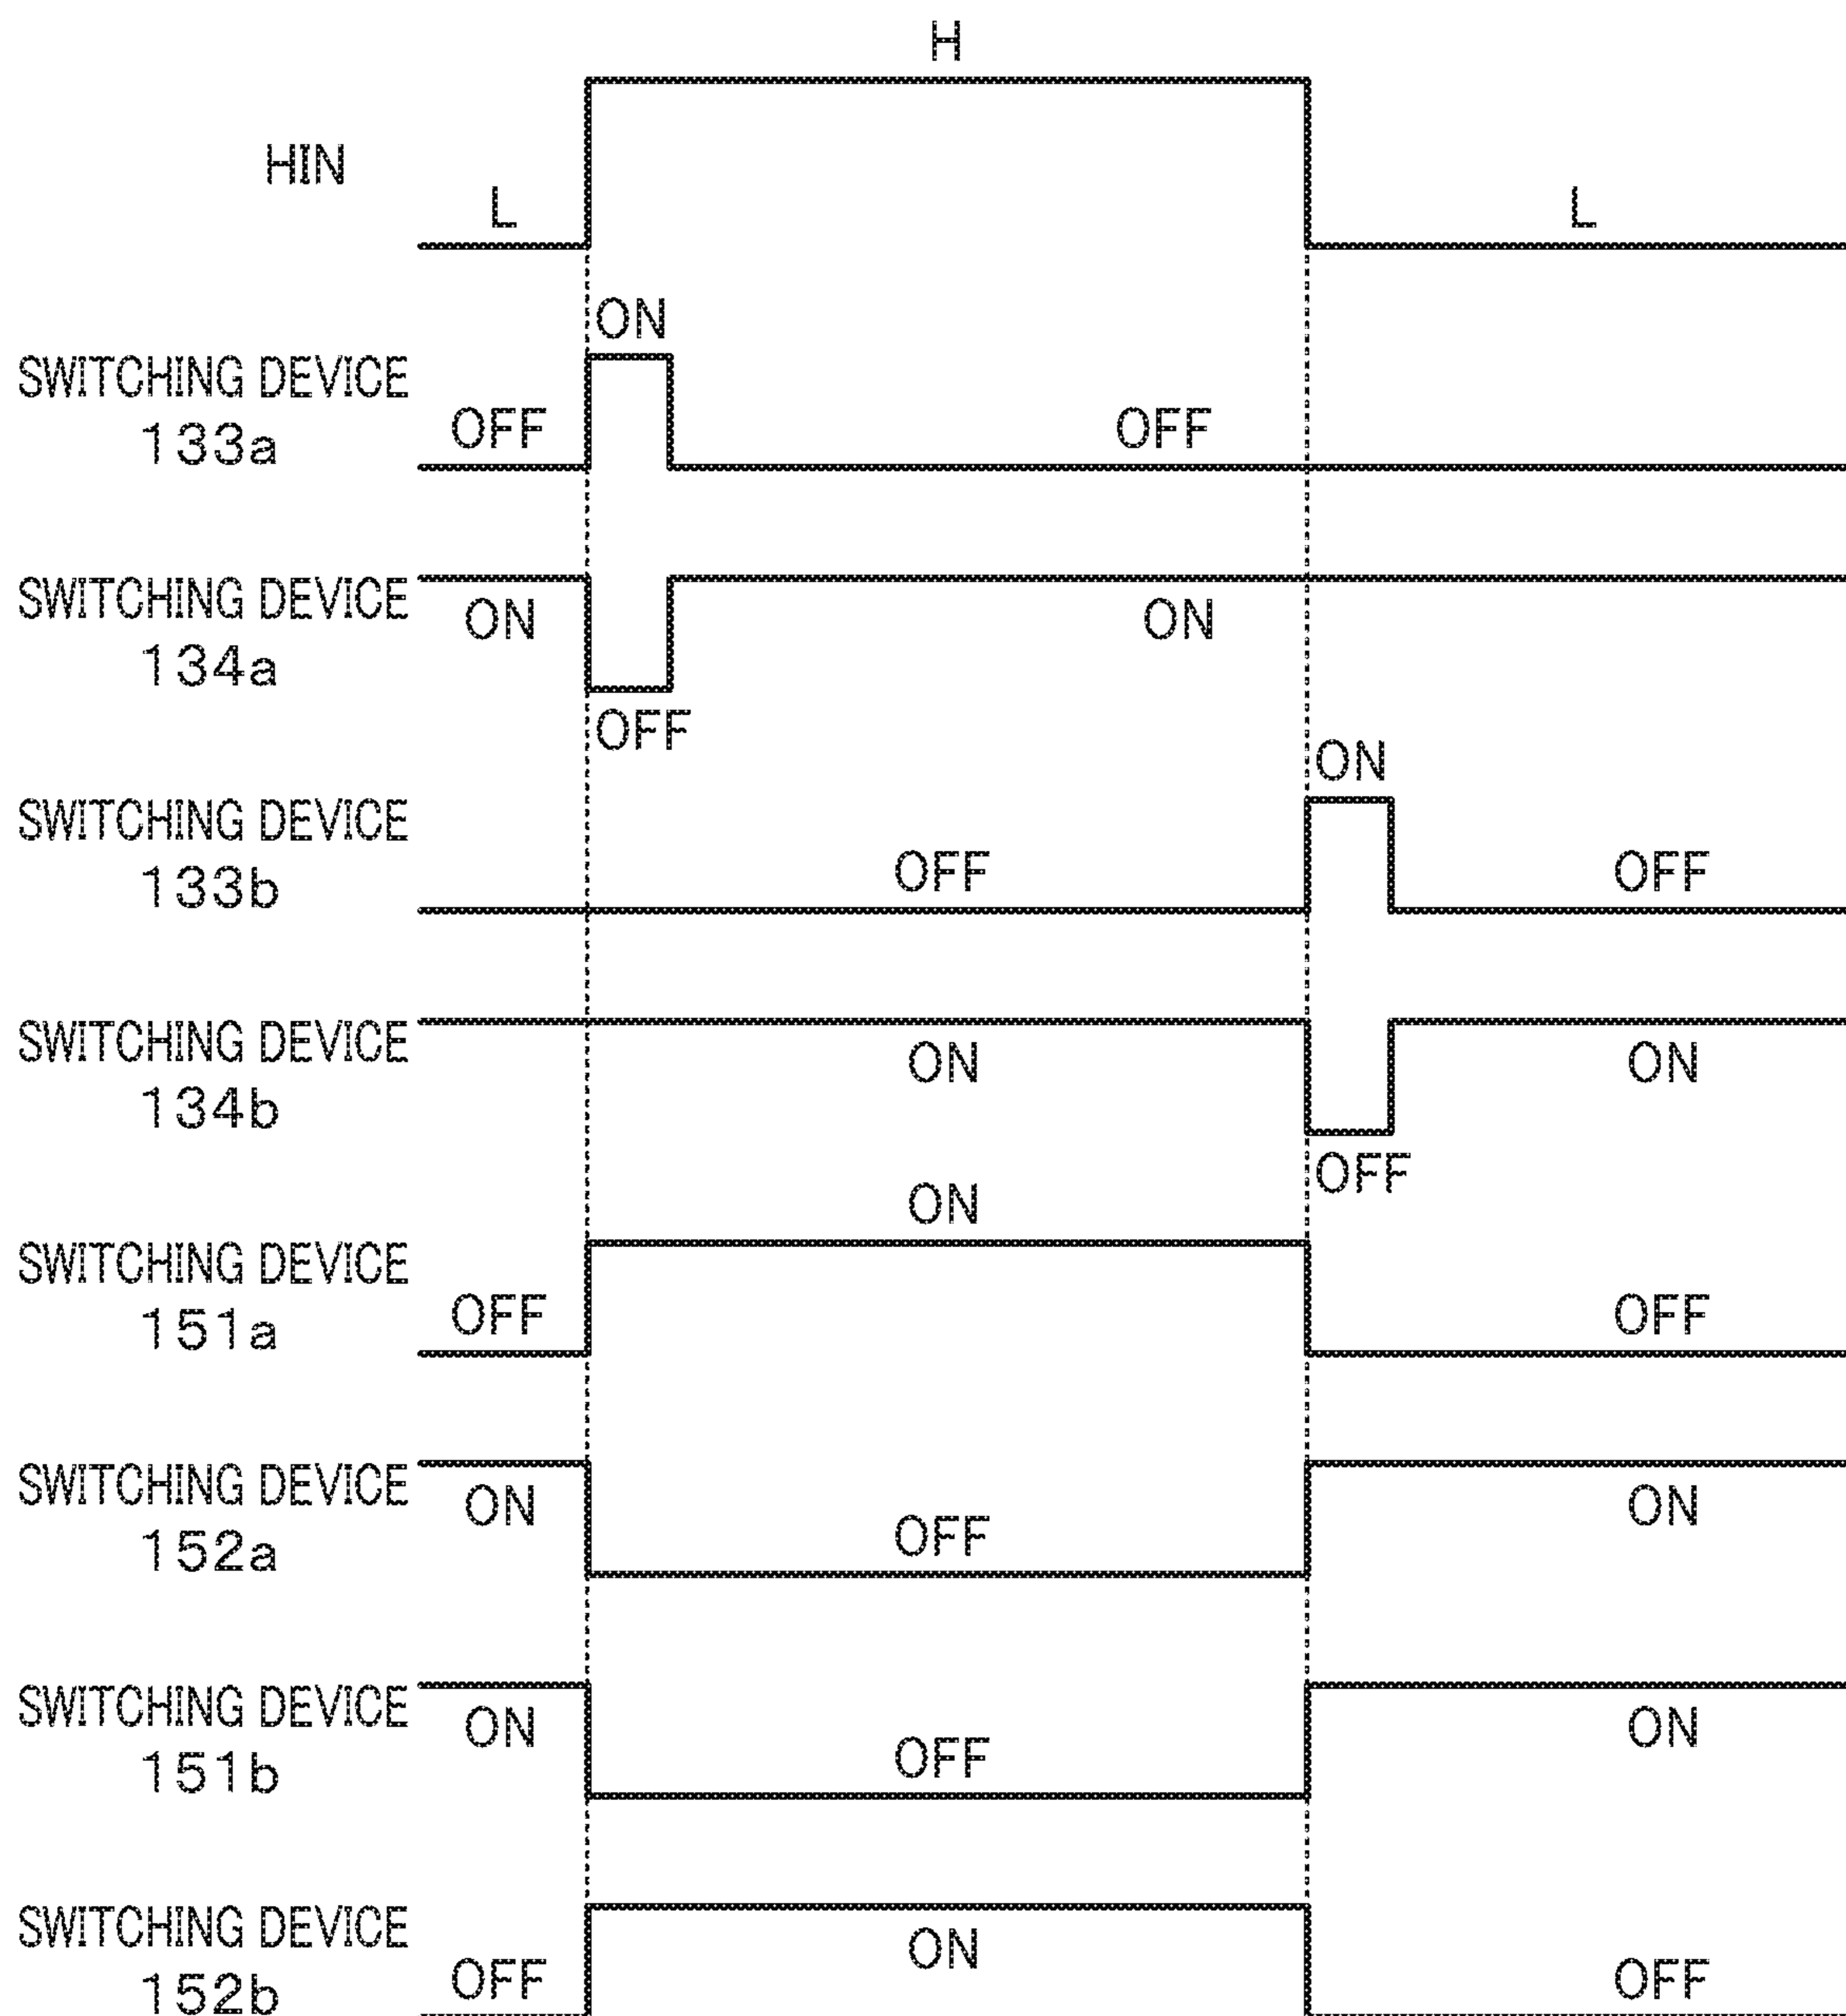 H
HIN
L
L
ON
SWITCHING DEVICE
133a
OFF
OFF
SWITCHING DEVICE
134a
ON
ON
OFF
ON
SWITCHING DEVICE
133b
OFF
OFF
SWITCHING DEVICE
134b
ON
ON
OFF
ON
SWITCHING DEVICE
151a
OFF
OFF
SWITCHING DEVICE
152a
ON
OFF
ON
SWITCHING DEVICE
151b
ON
OFF
ON
SWITCHING DEVICE
152b
OFF
ON
OFF